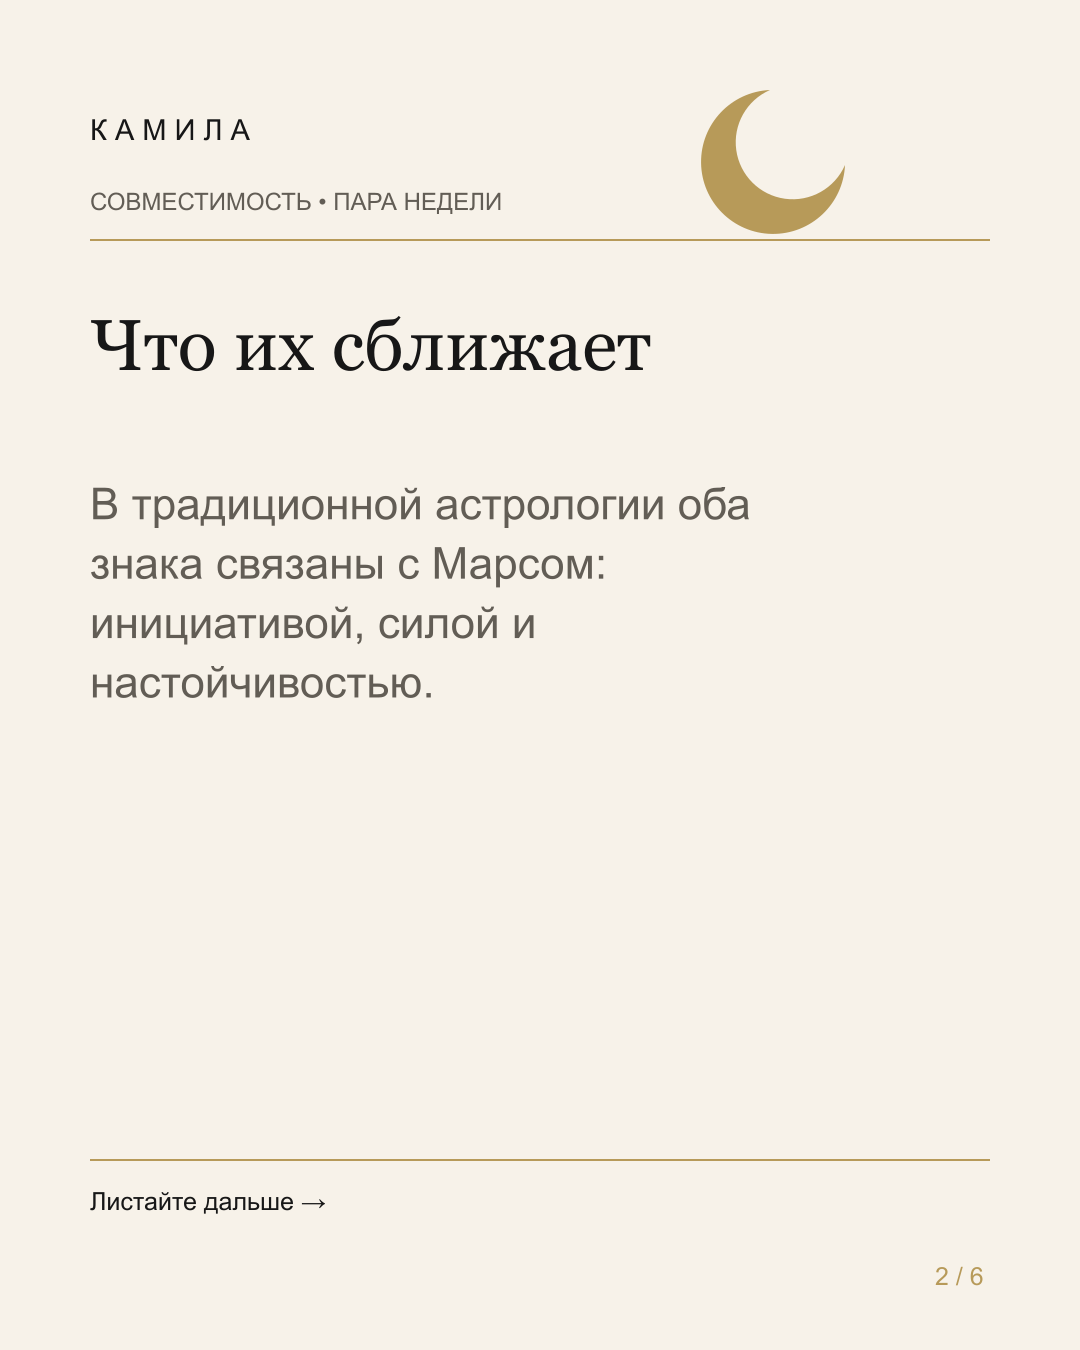 КАМИЛА
СОВМЕСТИМОСТЬ • ПАРА НЕДЕЛИ
Что их сближает
В традиционной астрологии оба
знака связаны с Марсом:
инициативой, силой и
настойчивостью.
Листайте дальше →
2 / 6